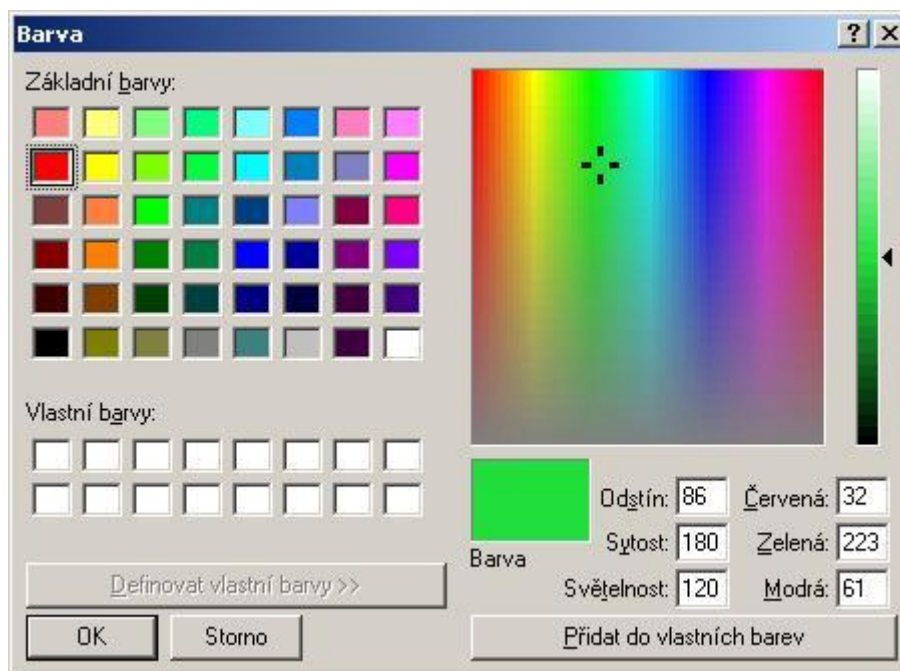 Barva
Základní barvy:
Vlastní barvy:
Definovat vlastní barvy >>
OK
Storno
Barva
Odstín: 86
Červená: 32
Sytost: 180
Zelená: 223
Světelnost: 120
Modrá: 61
Přidat do vlastních barev